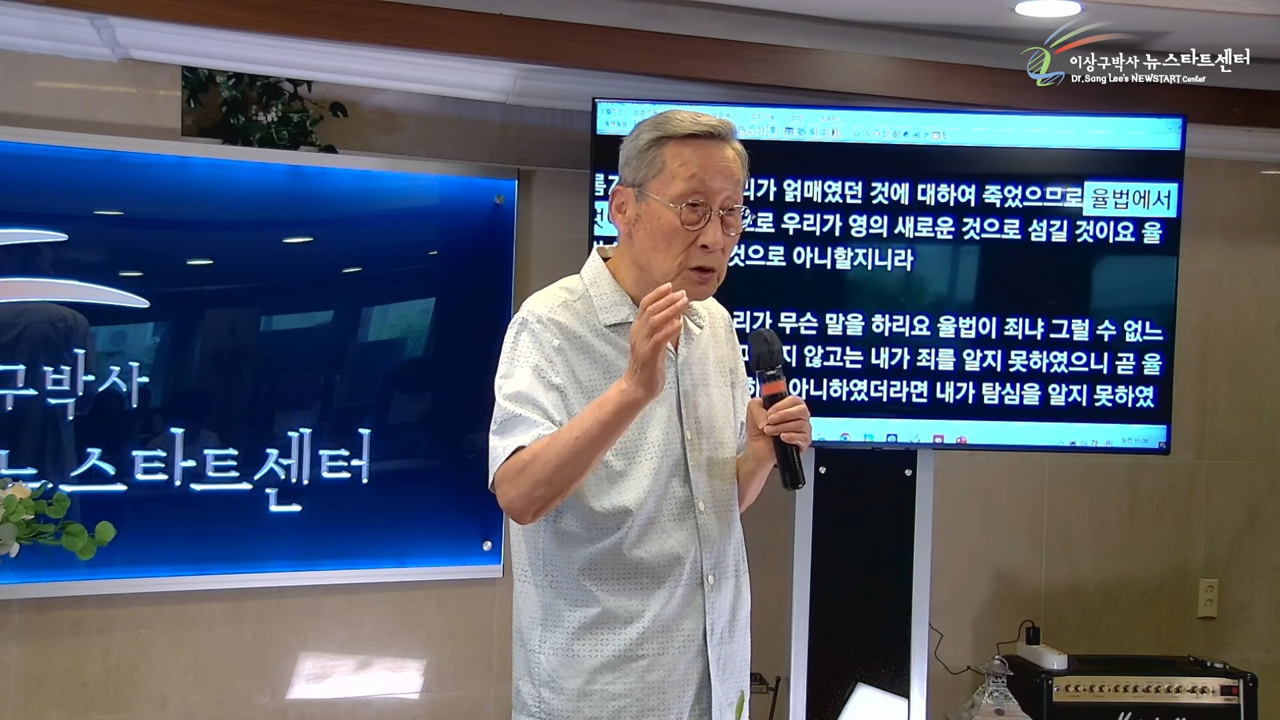 이상구박사 뉴스타트센터
Dr. Sang Lee's NEWSTART Center
리가 얽매였던 것에 대하여 죽었으므로 율법에서
으로 우리가 영의 새로운 것으로 섬길 것이요 율
것으로 아니할지니라
리가 무슨 말을 하리요 율법이 죄냐 그럴 수 없느
지 않고는 내가 죄를 알지 못하였으니 곧 율
아니하였더라면 내가 탐심을 알지 못하였
구박사
뉴스타트센터